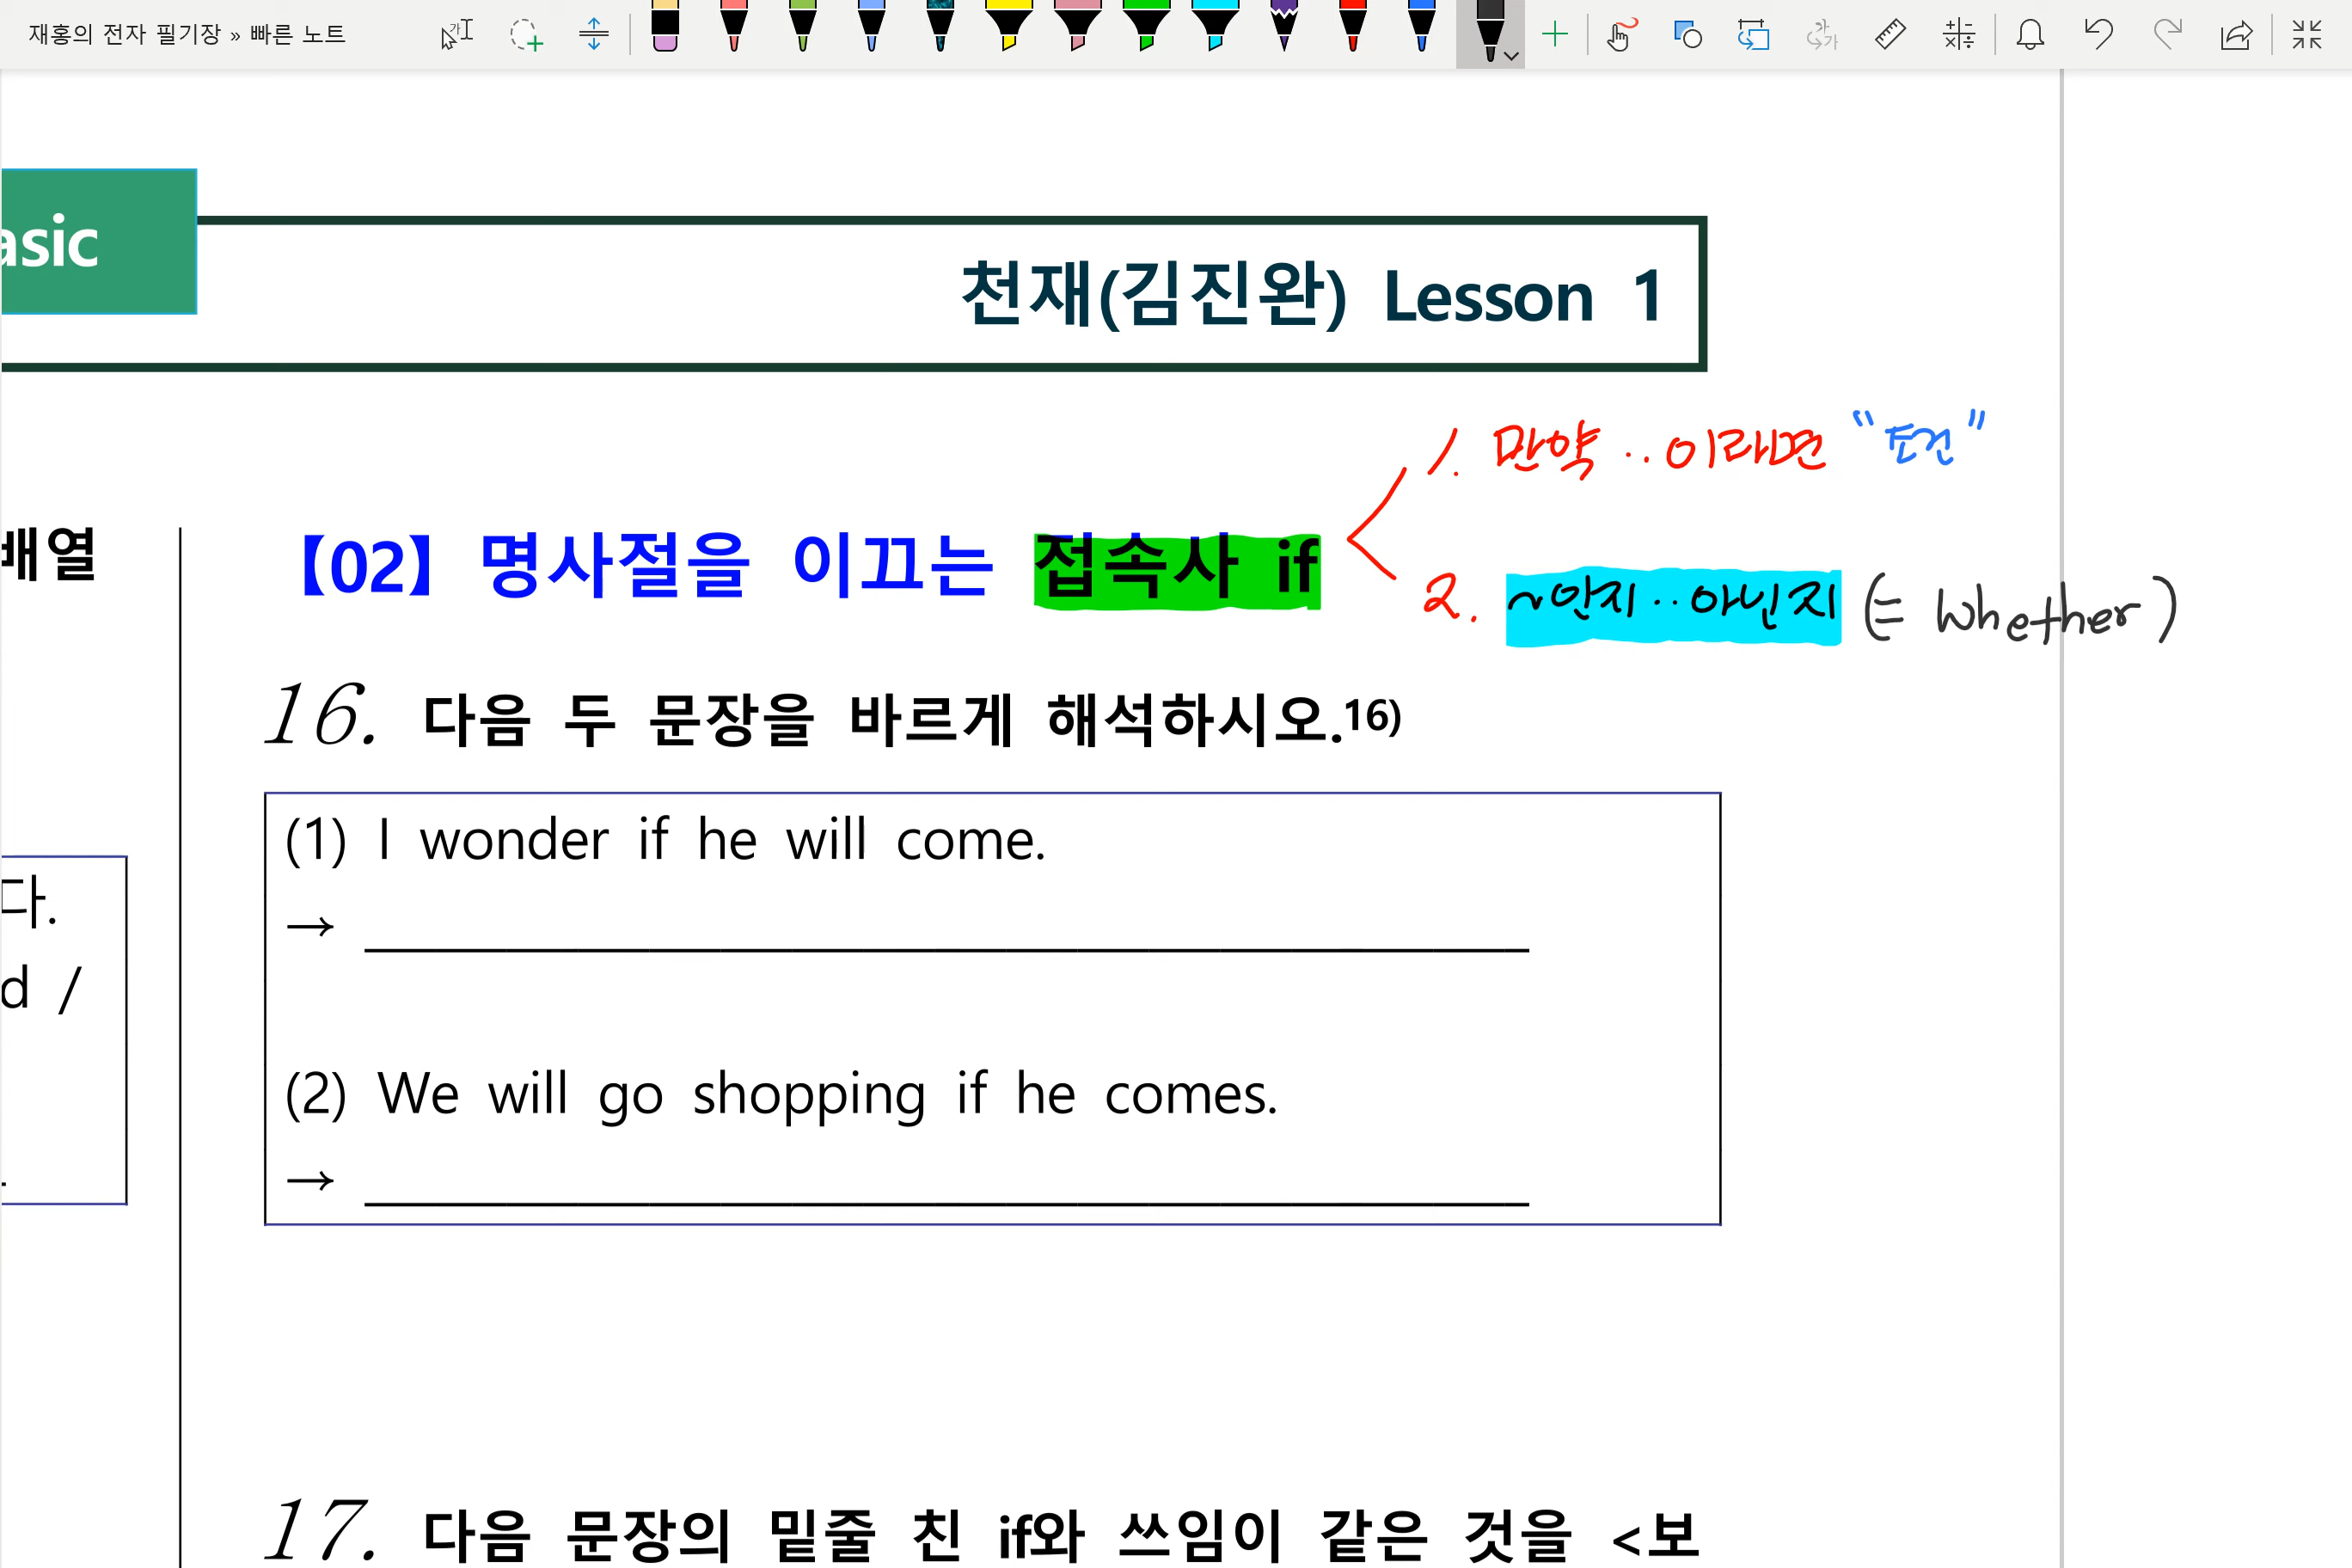 재홍의 전자 필기장 » 빠른 노트
asic
천재(김진완) Lesson 1
1. 만약 .. 이라면 "조건"
배열
【02】 명사절을 이끄는 접속사 if
2. ~ 인지 .. 아닌지 (= whether)
16. 다음 두 문장을 바르게 해석하시오.16)
(1) I wonder if he will come.
다.
→
d /
(2) We will go shopping if he comes.
→
17. 다음 문장의 밑줄 친 if와 쓰임이 같은 것을 <보